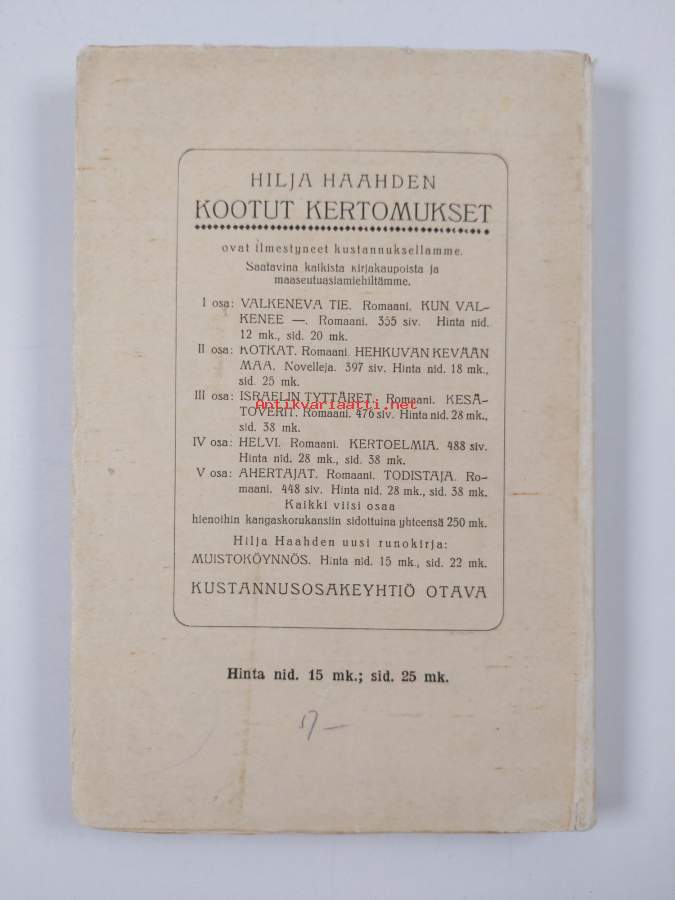 HILJA HAAHDEN
KOOTUT KERTOMUKSET
ovat ilmestyneet kustannuksellamme.
Saatavina kaikista kirjakaupoista ja
maaseutuasiamiehiltämme.
I osa: VALKENEVA TIE. Romaani. KUN VAL-
KENEE —. Romaani. 355 siv. Hinta nid.
12 mk., sid. 20 mk.
II osa: KOTKAT. Romaani. HEHKUVAN KEVÄÄN
MAA. Novelleja. 397 siv. Hinta nid. 18 mk.,
sid. 25 mk.
III osa: ISRAELIN TYTTÄRET. Romaani. KESÄ-
Antikvariaatti.net
TOVERIT. Romaani. 476 siv. Hinta nid. 28 mk.,
sid. 38 mk.
IV osa: HELVI. Romaani. KERTOELMIA. 488 siv.
Hinta nid. 28 mk., sid. 38 mk.
V osa: AHERTAJAT. Romaani. TODISTAJA. Ro-
maani. 448 siv. Hinta nid. 28 mk., sid. 38 mk.
Kaikki viisi osaa
hienoihin kangaskorukansiin sidottuina yhteensä 250 mk.
Hilja Haahden uusi runokirja:
MUISTOKÖYNNÖS. Hinta nid. 15 mk., sid. 22 mk.
KUSTANNUSOSAKEYHTIÖ OTAVA
Hinta nid. 15 mk.; sid. 25 mk.